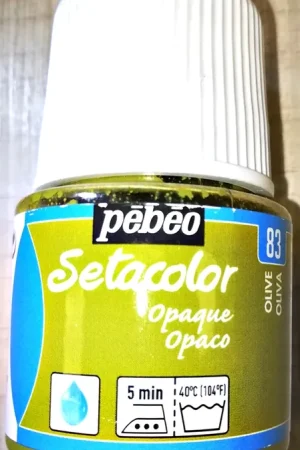 pébéo
Setacolor
Opaque
Opaco
83
OLIVE
OLIVA
5 min
40°C (104°F)